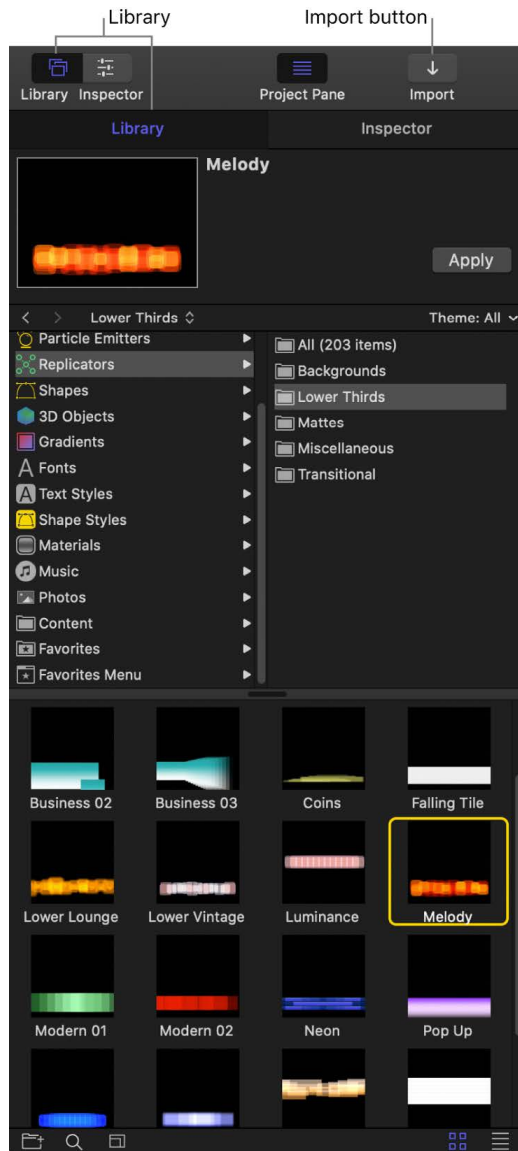 Library Import button
Library Inspector Project Pane Import
Library Inspector
Melody
Apply
Lower Thirds Theme: All
Particle Emitters
Replicators
Shapes
3D Objects
Gradients
Fonts
Text Styles
Shape Styles
Materials
Music
Photos
Content
Favorites
Favorites Menu
All (203 items)
Backgrounds
Lower Thirds
Mattes
Miscellaneous
Transitional
Business 02 Business 03 Coins Falling Tile
Lower Lounge Lower Vintage Luminance Melody
Modern 01 Modern 02 Neon Pop Up